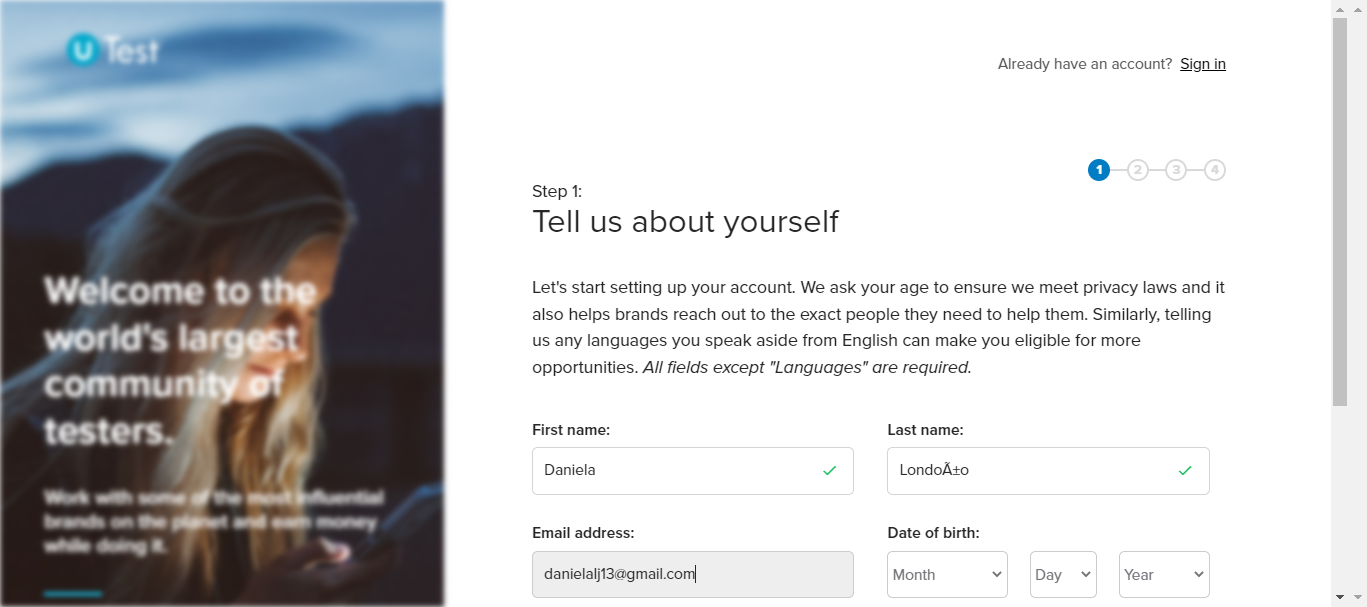 uTest
Already have an account? Sign in
1 2 3 4
Step 1:
Tell us about yourself
Let's start setting up your account. We ask your age to ensure we meet privacy laws and it
also helps brands reach out to the exact people they need to help them. Similarly, telling
us any languages you speak aside from English can make you eligible for more
opportunities. All fields except "Languages" are required.
Welcome to the
world's largest
community of
testers.
Work with some of the most influential
brands on the planet and earn money
while doing it.
First name:
Last name:
Daniela
LondoÃ±o
Email address:
Date of birth:
danielalj13@gmail.com
Month
Day
Year